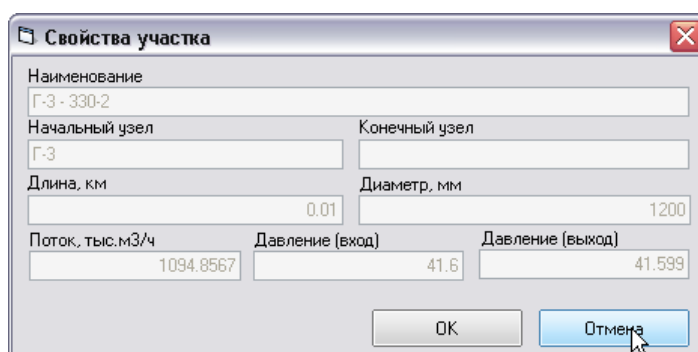 Свойства участка
Наименование
Г-3 - 330-2
Начальный узел Конечный узел
Г-3
Длина, км Диаметр, мм
0.01 1200
Поток, тыс.м3/ч Давление (вход) Давление (выход)
1094.8567 41.6 41.599
OK Отмена